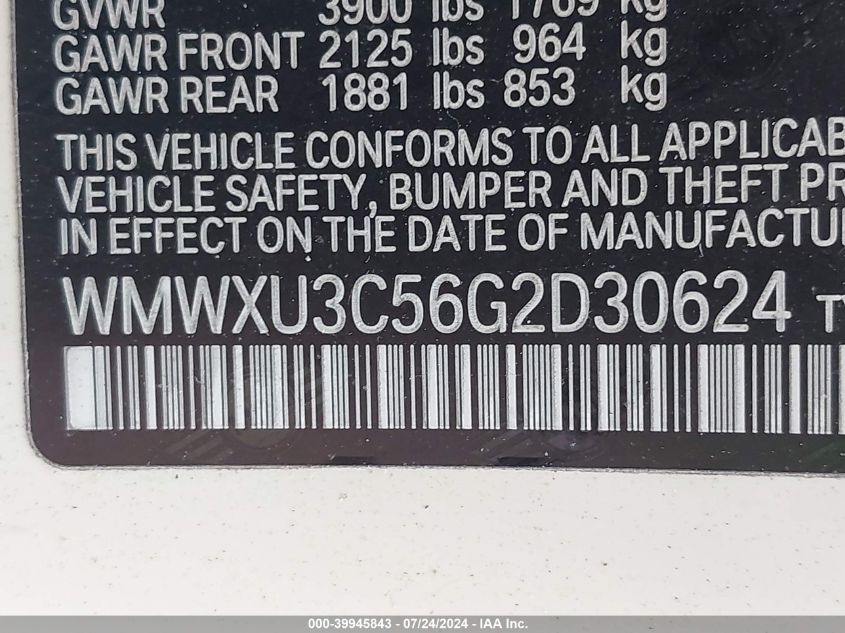 GVWR 3900 lbs 1769 kg
GAWR FRONT 2125 lbs 964 kg
GAWR REAR 1881 lbs 853 kg
THIS VEHICLE CONFORMS TO ALL APPLICAB
VEHICLE SAFETY, BUMPER AND THEFT PR
IN EFFECT ON THE DATE OF MANUFACTU
WMWXU3C56G2D30624 TY
000-39945843 / 07/24/2024 - IAA Inc.